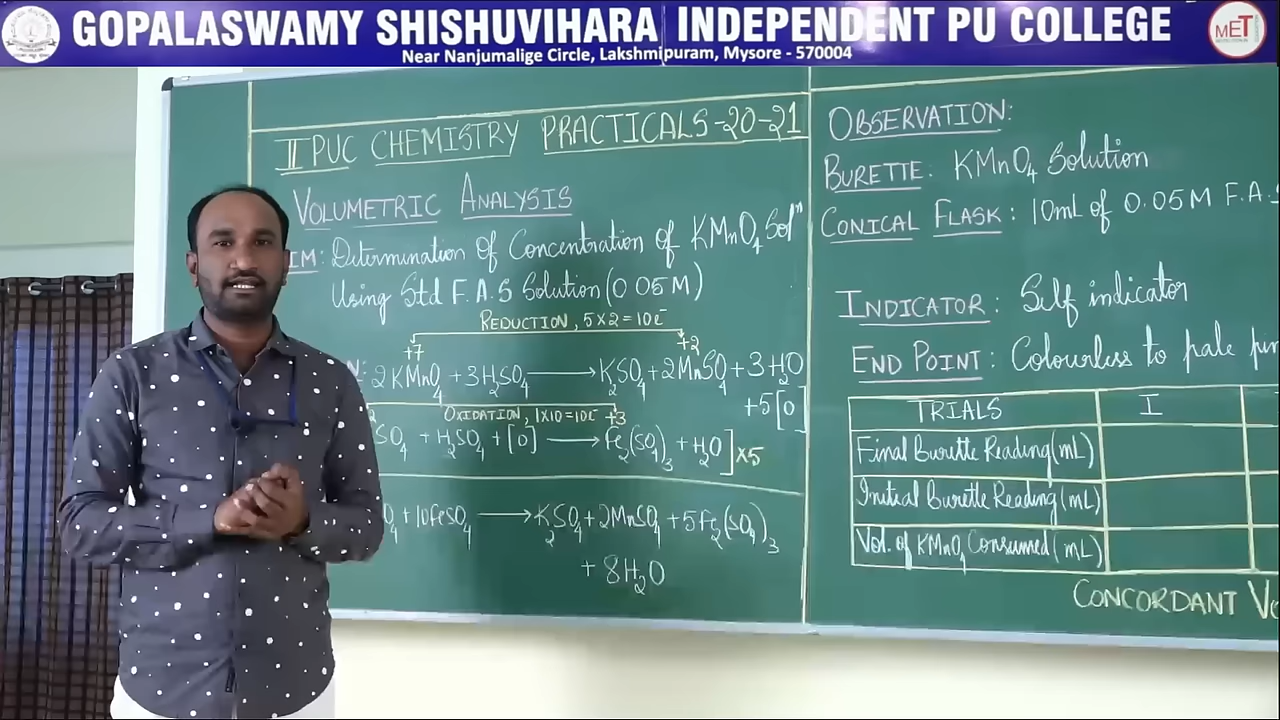 GOPALASWAMY SHISHUVIHARA INDEPENDENT PU COLLEGE
Near Nanjumalige Circle, Lakshmipuram, Mysore - 570004
MET
II PUC CHEMISTRY PRACTICALS-20-21
VOLUMETRIC ANALYSIS
IM: Determination of Concentration of KMnO₄ Solⁿ
Using Std F.A.S Solution (0.05M)
REDUCTION, 5×2=10e⁻
+7 +2
N: 2KMnO₄ + 3H₂SO₄ ⟶ K₂SO₄ + 2MnSO₄ + 3H₂O
+5[O]
OXIDATION, 1×10=10e⁻ +3
SO₄ + H₂SO₄ + [O] ⟶ Fe₂(SO₄)₃ + H₂O] ×5
O₄ + 10FeSO₄ ⟶ K₂SO₄ + 2MnSO₄ + 5Fe₂(SO₄)₃
+ 8H₂O
OBSERVATION:
BURETTE: KMnO₄ Solution
CONICAL FLASK: 10mL of 0.05M F.A.
INDICATOR: Self indicator
END POINT: Colourless to pale pin
TRIALS I
Final Burette Reading(mL)
Initial Burette Reading(mL)
Vol. of KMnO₄ Consumed(mL)
CONCORDANT Vo